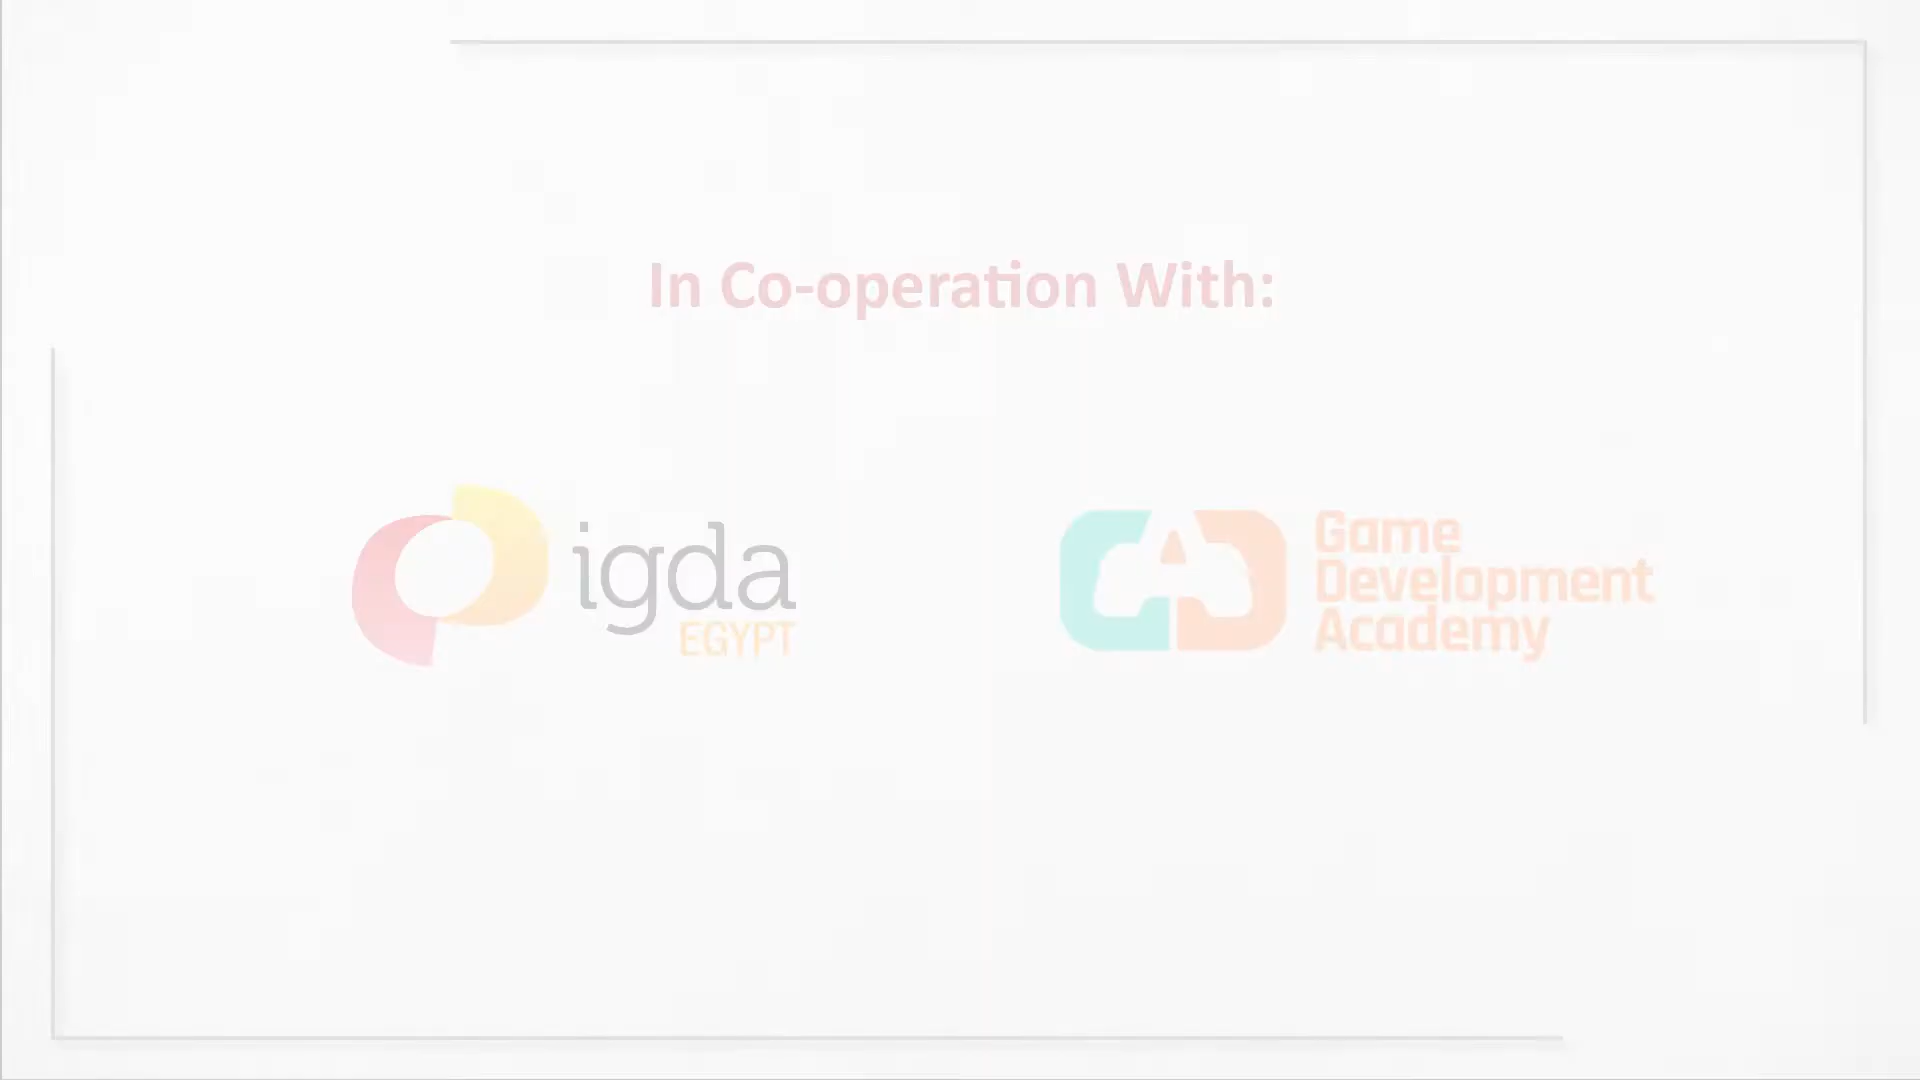 In Co-operation With:
igda
EGYPT
Game
Development
Academy